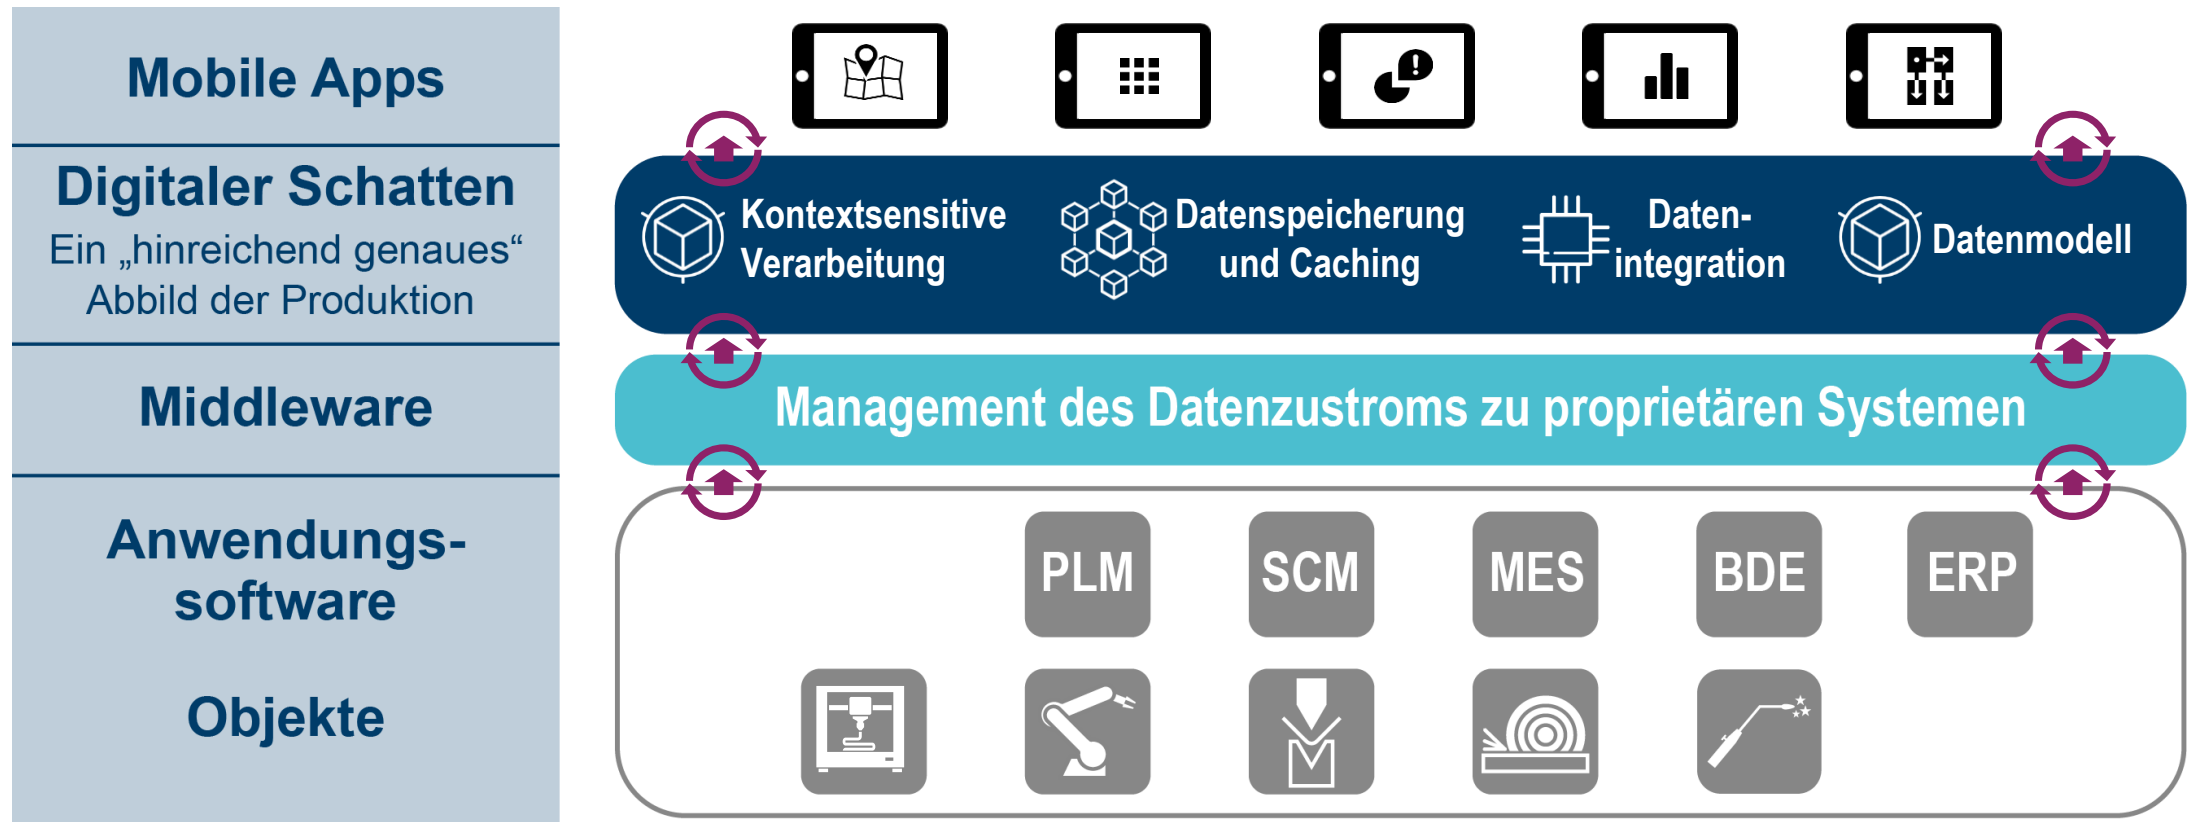 Mobile Apps
Digitaler Schatten
Ein „hinreichend genaues“
Abbild der Produktion
Kontextsensitive
Verarbeitung
Datenspeicherung
und Caching
Daten-
integration
Datenmodell
Middleware
Management des Datenzustroms zu proprietären Systemen
Anwendungs-
software
PLM
SCM
MES
BDE
ERP
Objekte